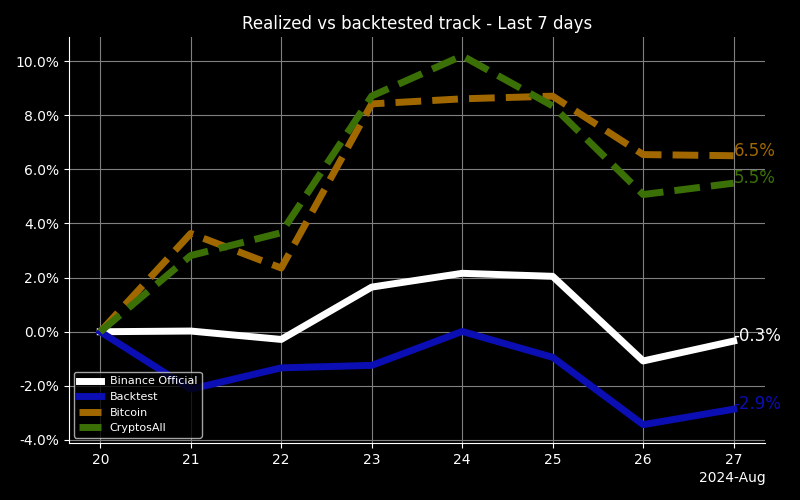 Realized vs backtested track - Last 7 days
10.0%
8.0%
6.0%
4.0%
2.0%
0.0%
-2.0%
-4.0%
6.5%
5.5%
-0.3%
-2.9%
Binance Official
Backtest
Bitcoin
CryptosAll
20 21 22 23 24 25 26 27
2024-Aug